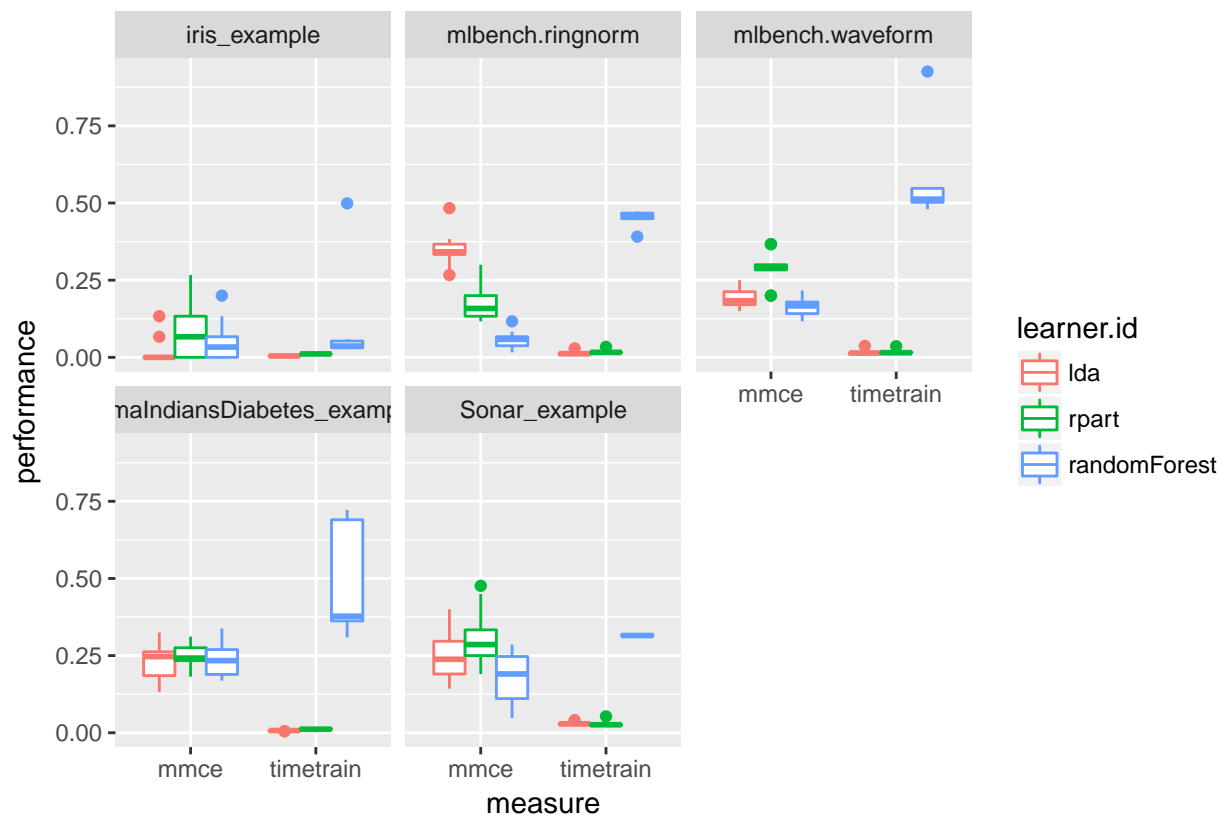 iris_example
mlbench.ringnorm
mlbench.waveform
0.75
0.50
0.25
0.00
mmce
timetrain
maIndiansDiabetes_examp
Sonar_example
0.75
0.50
0.25
0.00
mmce
timetrain
mmce
timetrain
measure
performance
learner.id
lda
rpart
randomForest